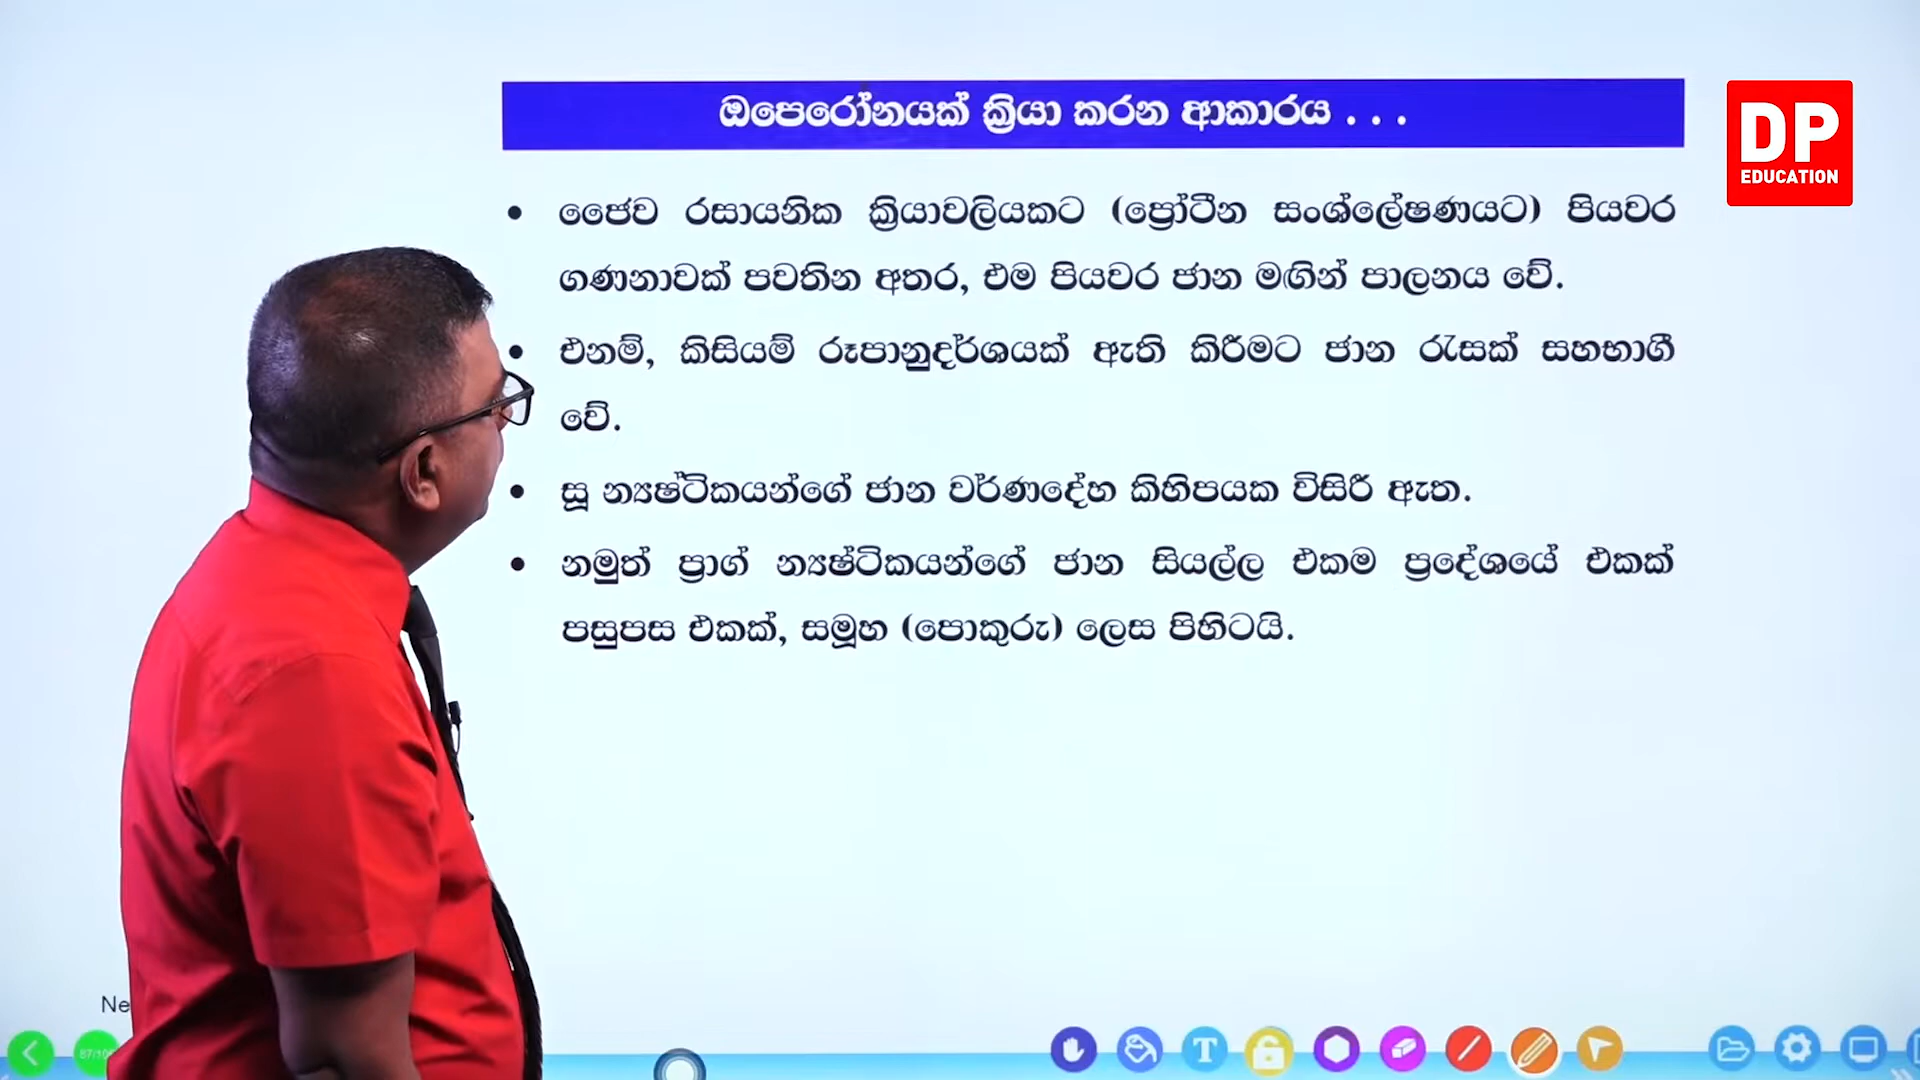 ඔපෙරෝනයක් ක්‍රියා කරන ආකාරය . . .
DP
EDUCATION
• ජෛව රසායනික ක්‍රියාවලියකට (ප්‍රෝටීන සංශ්ලේෂණයට) පියවර
ගණනාවක් පවතින අතර, එම පියවර ජාන මඟින් පාලනය වේ.
• එනම්, කිසියම් රූපානුදර්ශයක් ඇති කිරීමට ජාන රැසක් සහභාගී
වේ.
• සූ න්‍යෂ්ටිකයන්ගේ ජාන වර්ණදේහ කිහිපයක විසිරී ඇත.
• නමුත් ප්‍රාග් න්‍යෂ්ටිකයන්ගේ ජාන සියල්ල එකම ප්‍රදේශයේ එකක්
පසුපස එකක්, සමූහ (පොකුරු) ලෙස පිහිටයි.
Ne
T